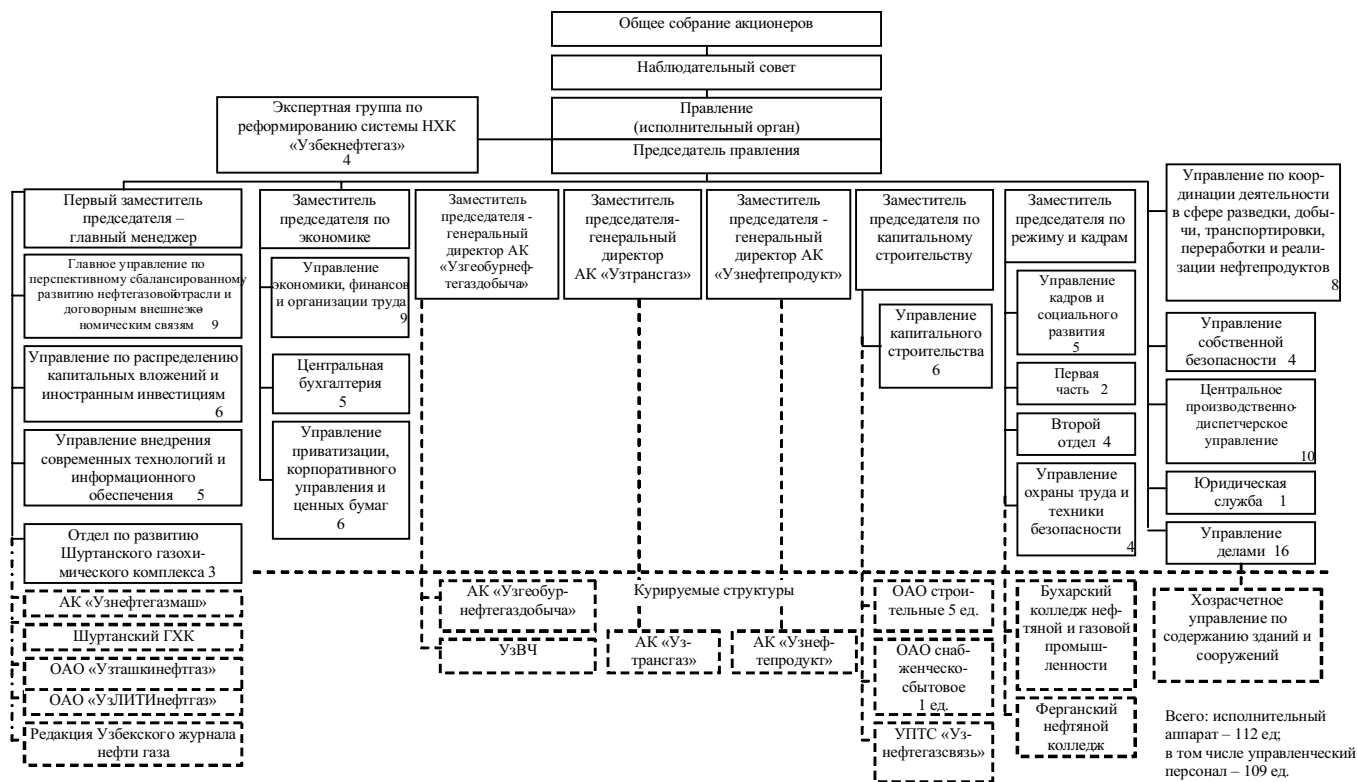 Общее собрание акционеров
Наблюдательный совет
Экспертная группа по
реформированию системы НХК
«Узбекнефтегаз»
4
Правление
(исполнительный орган)
Председатель правления
Первый заместитель
председателя –
главный менеджер
Главное управление по
перспективному сбалансированному
развитию нефтегазовой отрасли и
договорным внешнеэко
номическим связям 9
Управление по распределению
капитальных вложений и
иностранным инвестициям
6
Управление внедрения
современных технологий и
информационного
обеспечения 5
Отдел по развитию
Шуртанского газохи-
мического комплекса 3
АК «Узнефтегазмаш»
Шуртанский ГХК
ОАО «Узташкинефтгаз»
ОАО «УзЛИТИнефтгаз»
Редакция Узбекского журнала
нефти газа
Заместитель
председателя по
экономике
Управление
экономики, финансов
и организации труда
9
Центральная
бухгалтерия
5
Управление
приватизации,
корпоративного
управления и
ценных бумаг
6
Заместитель
председателя -
генеральный
директор АК
«Узгеобурнеф-
тегаздобыча»
АК «Узгеобур-
нефтегаздобыча»
УзВЧ
Заместитель
председателя-
генеральный
директор
АК «Узтрансгаз»
Курируемые структуры
АК «Уз-
трансгаз»
Заместитель
председателя -
генеральный
директор АК
«Узнефтепродукт»
АК «Узнеф-
тепродукт»
Заместитель
председателя по
капитальному
строительству
Управление
капитального
строительства
6
ОАО строи-
тельные 5 ед.
ОАО снаб-
женческо-
сбытовое
1 ед.
УПТС «Уз-
нефтегазсвязь»
Заместитель
председателя по
режиму и кадрам
Управление
кадров и
социального
развития
5
Первая
часть 2
Второй
отдел 4
Управление
охраны труда и
техники
безопасности
4
Бухарский
колледж неф-
тяной и газовой
промыш-
ленности
Ферганский
нефтяной
колледж
Управление по коор-
динации деятельности
в сфере разведки, добы-
чи, транспортировки,
переработки и реали-
зации нефтепродуктов
8
Управление
собственной
безопасности 4
Центральное
производственно-
диспетчерское
управление
10
Юридическая
служба 1
Управление
делами 16
Хозрасчетное
управление по
содержанию зданий и
сооружений
Всего: исполнительный
аппарат – 112 ед;
в том числе управленческий
персонал – 109 ед.